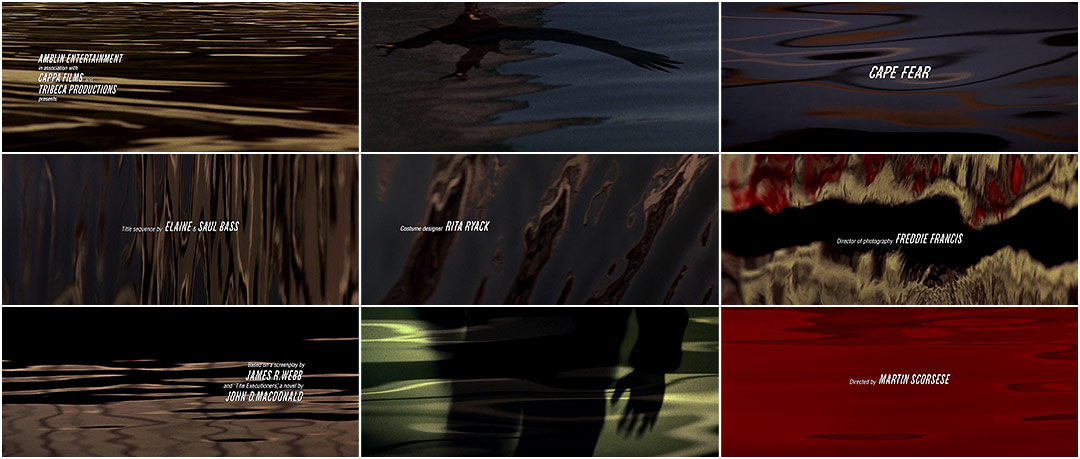 AMBLIN ENTERTAINMENT
in association with
CAPPA FILMS
TRIBECA PRODUCTIONS
presents
CAPE FEAR
Title sequence by ELAINE & SAUL BASS
Costume designer RITA RYACK
Director of photography FREDDIE FRANCIS
Based on a screenplay by
JAMES R. WEBB
and 'The Executioners', a novel by
JOHN D. MACDONALD
Directed by MARTIN SCORSESE